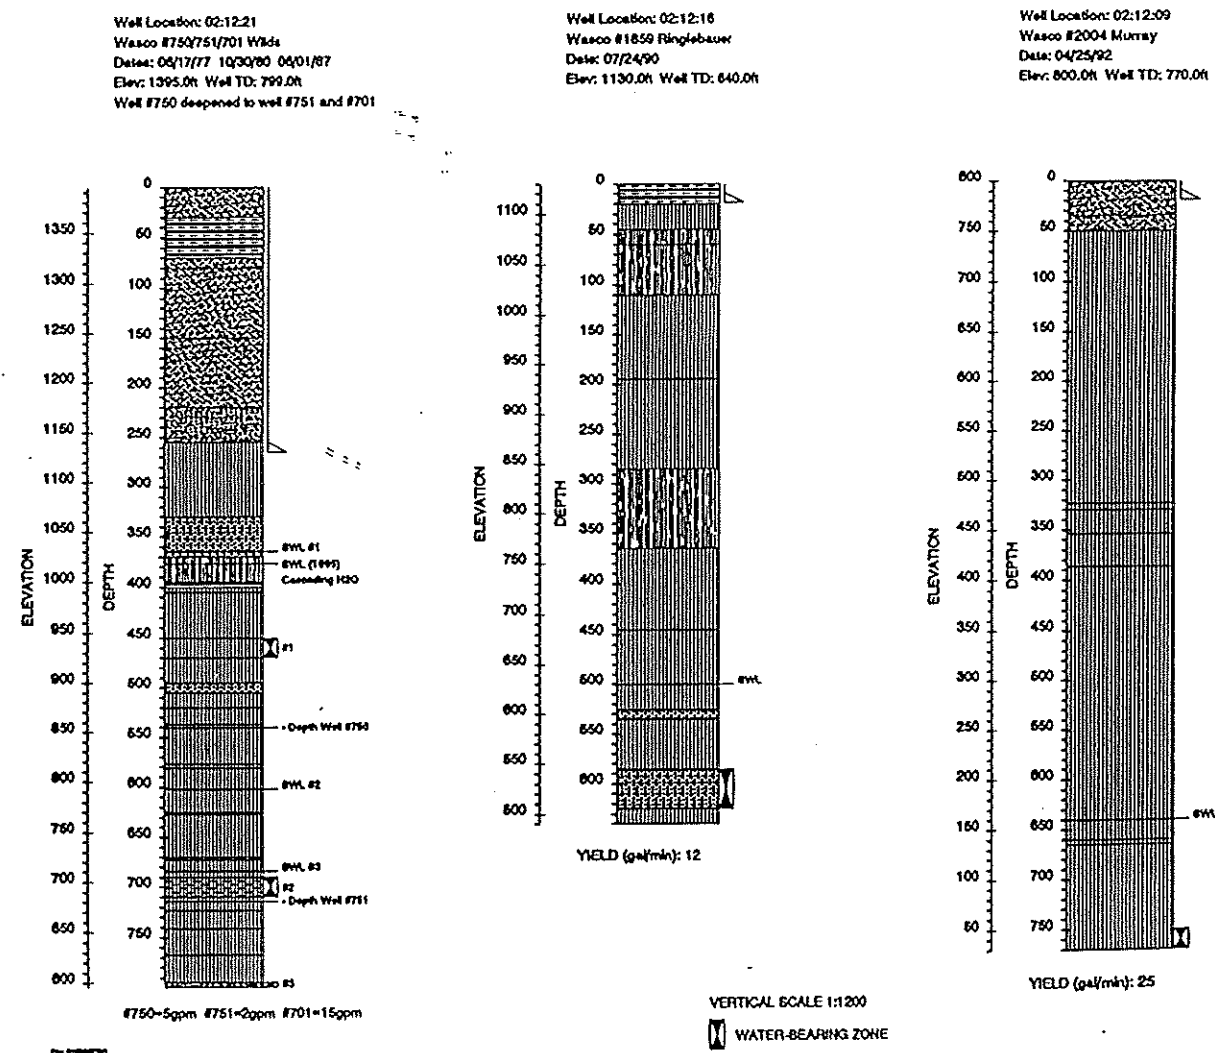 Well Location: 02:12:21
Wasco #750/751/701 Wilds
Dates: 06/17/77 10/30/80 06/01/87
Elev: 1395.0ft Well TD: 799.0ft
Well #750 deepened to well #751 and #701
ELEVATION
1350
1300
1250
1200
1150
1100
1050
1000
950
900
850
800
750
700
650
600
DEPTH
0
50
100
150
200
250
300
350
400
450
500
550
600
650
700
750
SWL #1
SWL (1995)
Cascading H2O
#1
- Depth Well #750
SWL #2
SWL #3
#2
- Depth Well #751
#3
#750=5gpm #751=2gpm #701=15gpm
Well Location: 02:12:16
Wasco #1859 Ringlebauer
Date: 07/24/90
Elev: 1130.0ft Well TD: 640.0ft
ELEVATION
1100
1050
1000
950
900
850
800
750
700
650
600
550
500
DEPTH
0
50
100
150
200
250
300
350
400
450
500
550
600
SWL
YIELD (gal/min): 12
Well Location: 02:12:09
Wasco #2004 Murray
Date: 04/25/92
Elev: 800.0ft Well TD: 770.0ft
ELEVATION
800
750
700
650
600
550
500
450
400
350
300
250
200
150
100
50
DEPTH
0
50
100
150
200
250
300
350
400
450
500
550
600
650
700
750
SWL
YIELD (gal/min): 25
VERTICAL SCALE 1:1200
WATER-BEARING ZONE